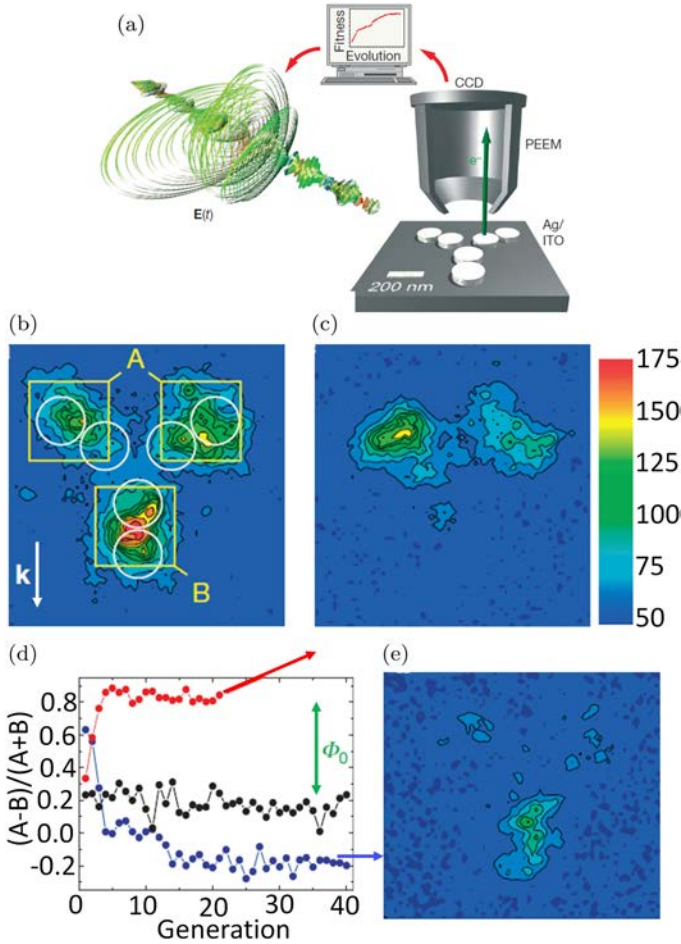 (a)
Fitness
Evolution
CCD
PEEM
e⁻
E(t)
Ag/
ITO
200 nm
(b)
(c)
A
B
k
175
150
125
100
75
50
(d)
(e)
(A-B)/(A+B)
0.8
0.6
0.4
0.2
0.0
-0.2
Φ₀
0 10 20 30 40
Generation